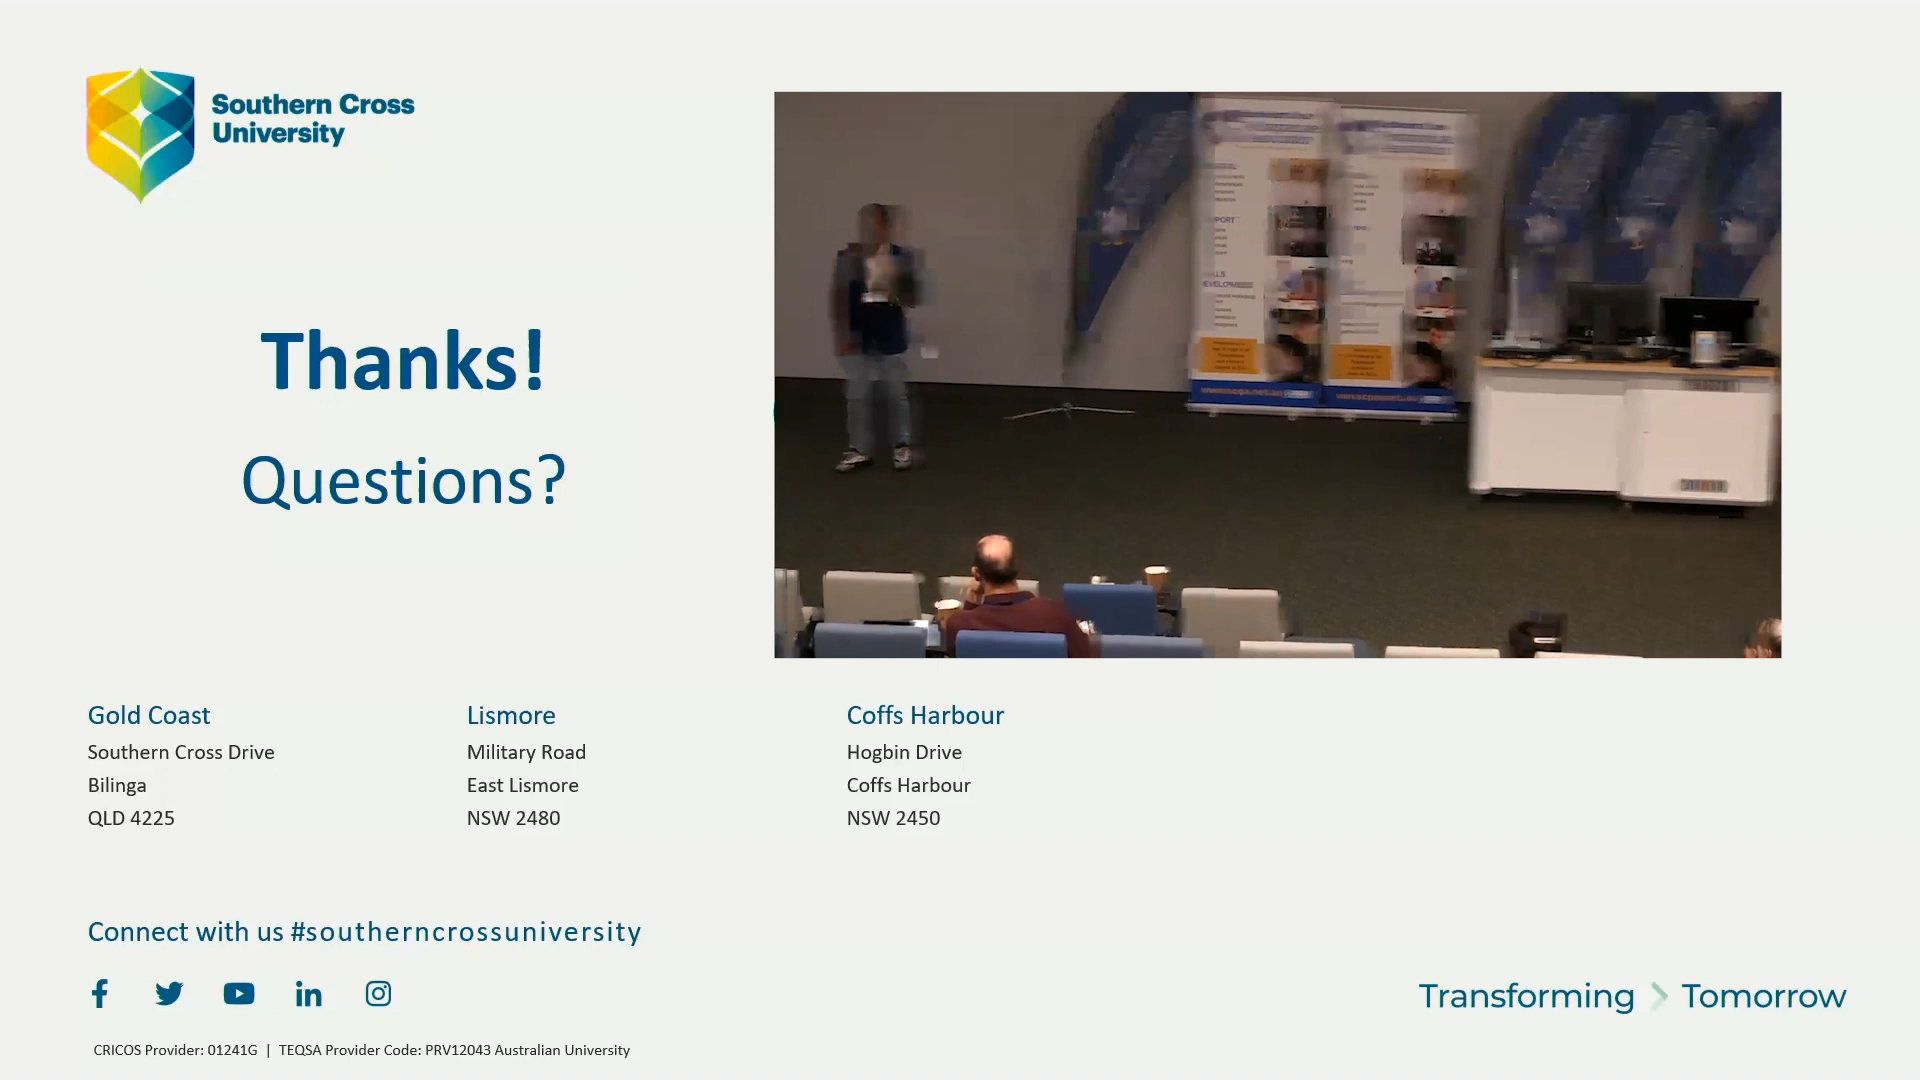 Southern Cross
University
Thanks!
Questions?
Gold Coast
Southern Cross Drive
Bilinga
QLD 4225
Lismore
Military Road
East Lismore
NSW 2480
Coffs Harbour
Hogbin Drive
Coffs Harbour
NSW 2450
Connect with us #southerncrossuniversity
Transforming > Tomorrow
CRICOS Provider: 01241G | TEQSA Provider Code: PRV12043 Australian University